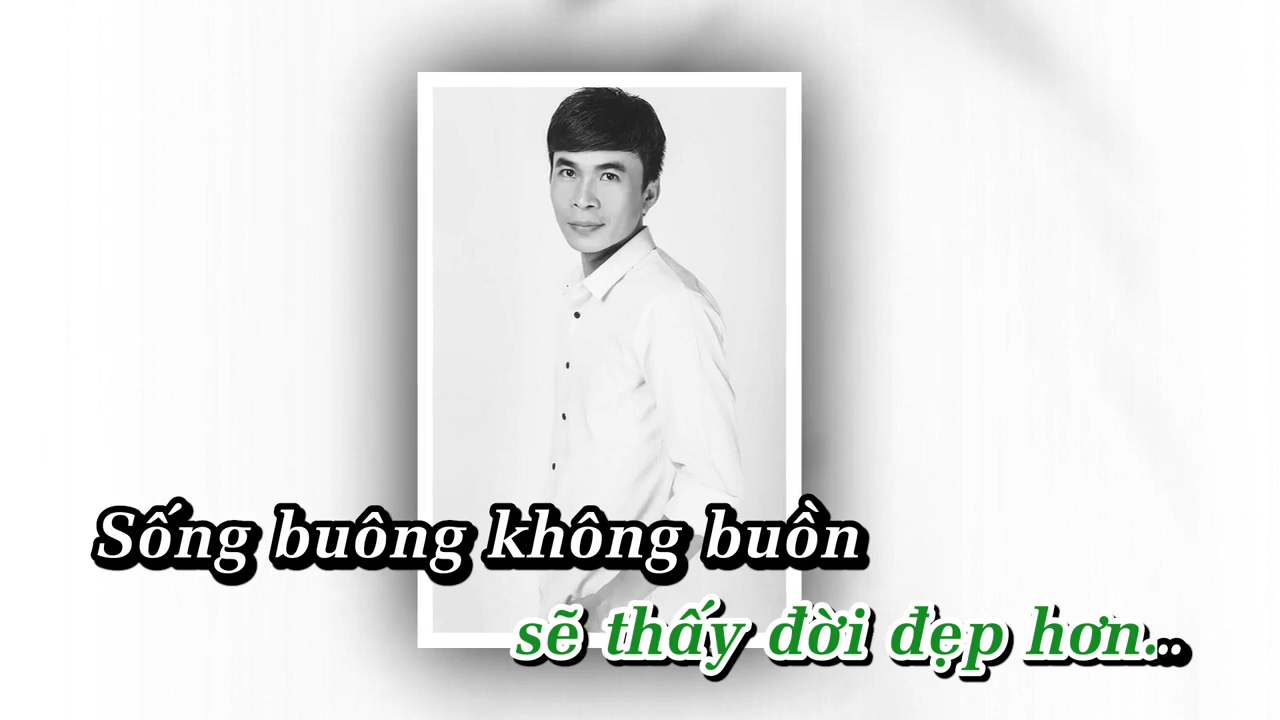 Sống buông không buồn
sẽ thấy đời đẹp hơn...